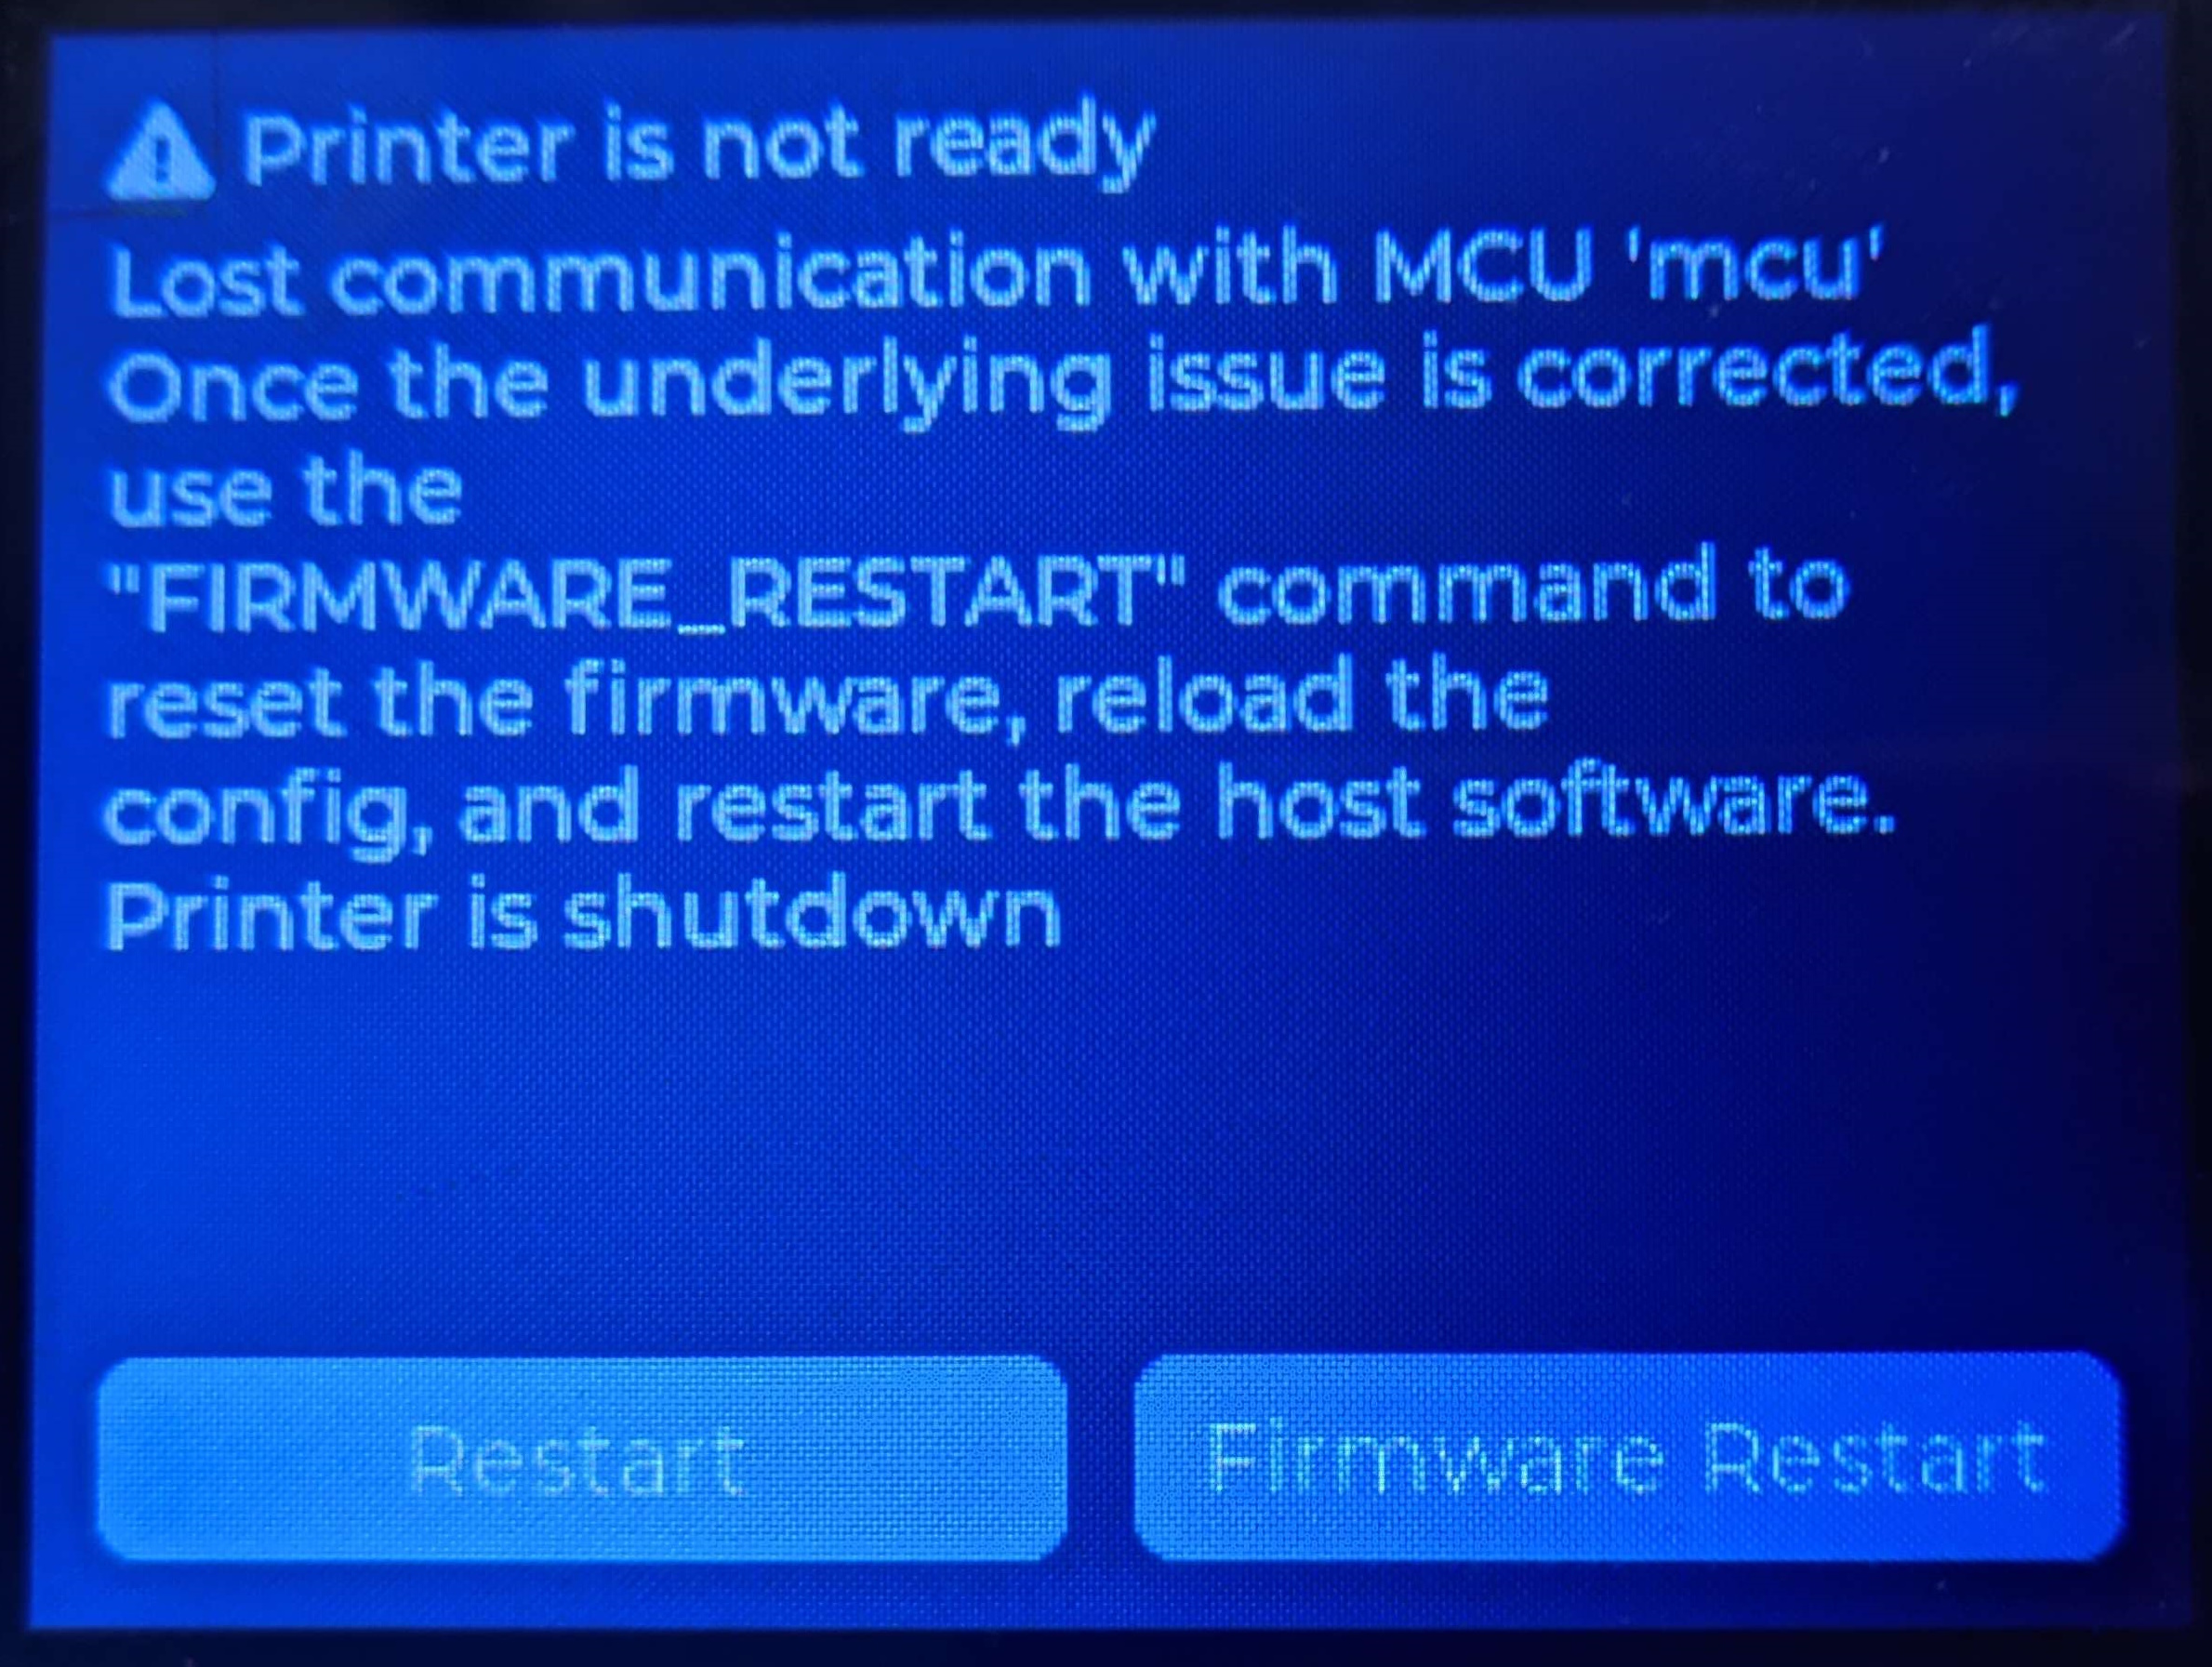 Printer is not ready
Lost communication with MCU 'mcu'
Once the underlying issue is corrected,
use the
"FIRMWARE_RESTART" command to
reset the firmware, reload the
config, and restart the host software.
Printer is shutdown
Restart
Firmware Restart